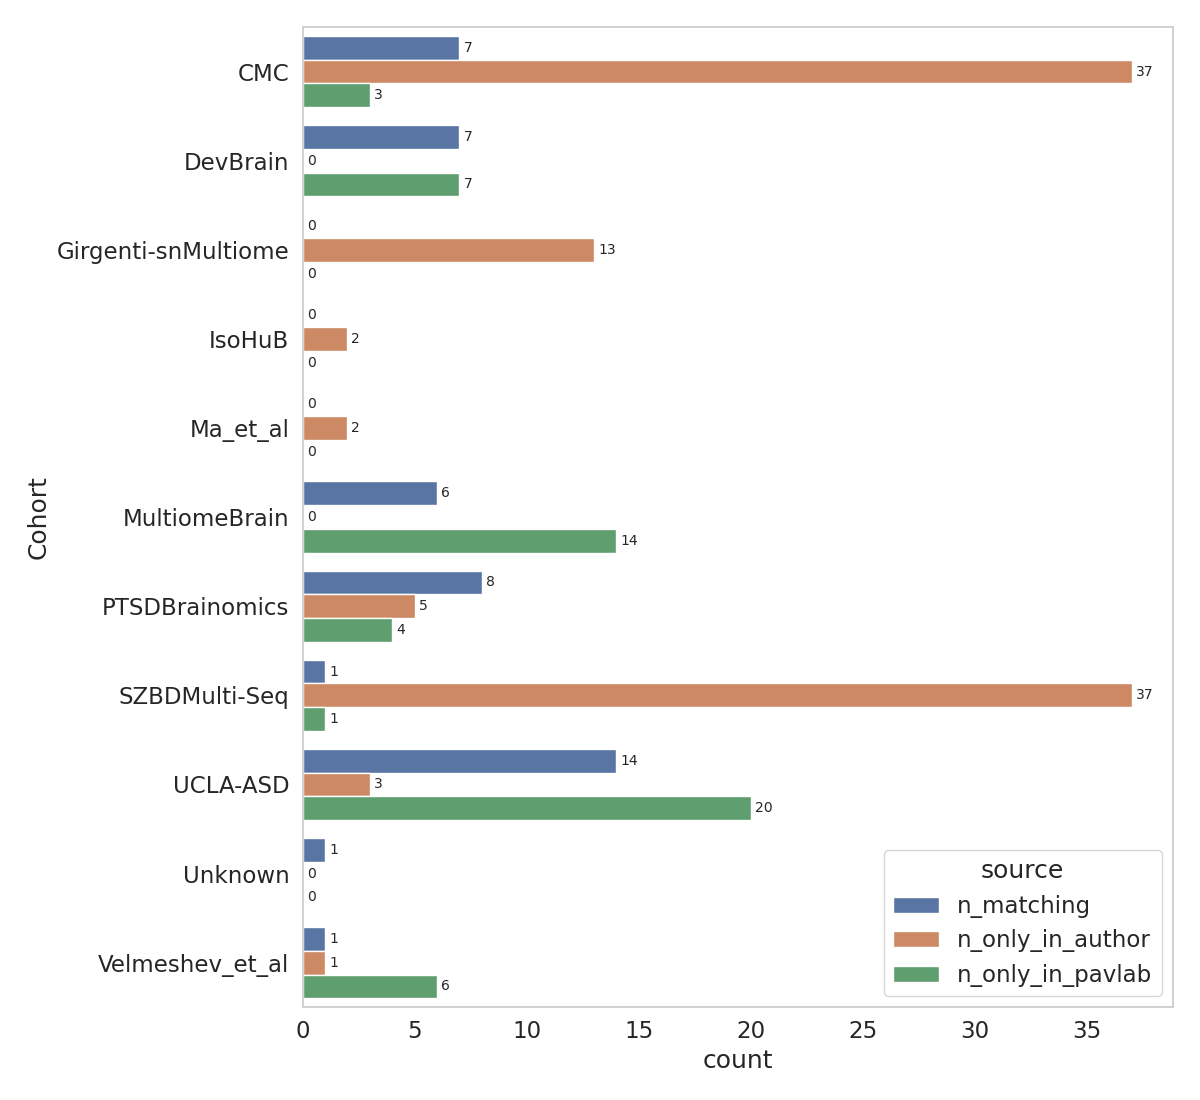 CMC
7
37
3
DevBrain
7
0
7
Girgenti-snMultiome
0
13
0
IsoHuB
0
2
0
Ma_et_al
0
2
0
MultiomeBrain
6
0
14
PTSDBrainomics
8
5
4
SZBDMulti-Seq
1
37
1
UCLA-ASD
14
3
20
Unknown
1
0
0
Velmeshev_et_al
1
1
6
Cohort
0 5 10 15 20 25 30 35
count
source
n_matching
n_only_in_author
n_only_in_pavlab